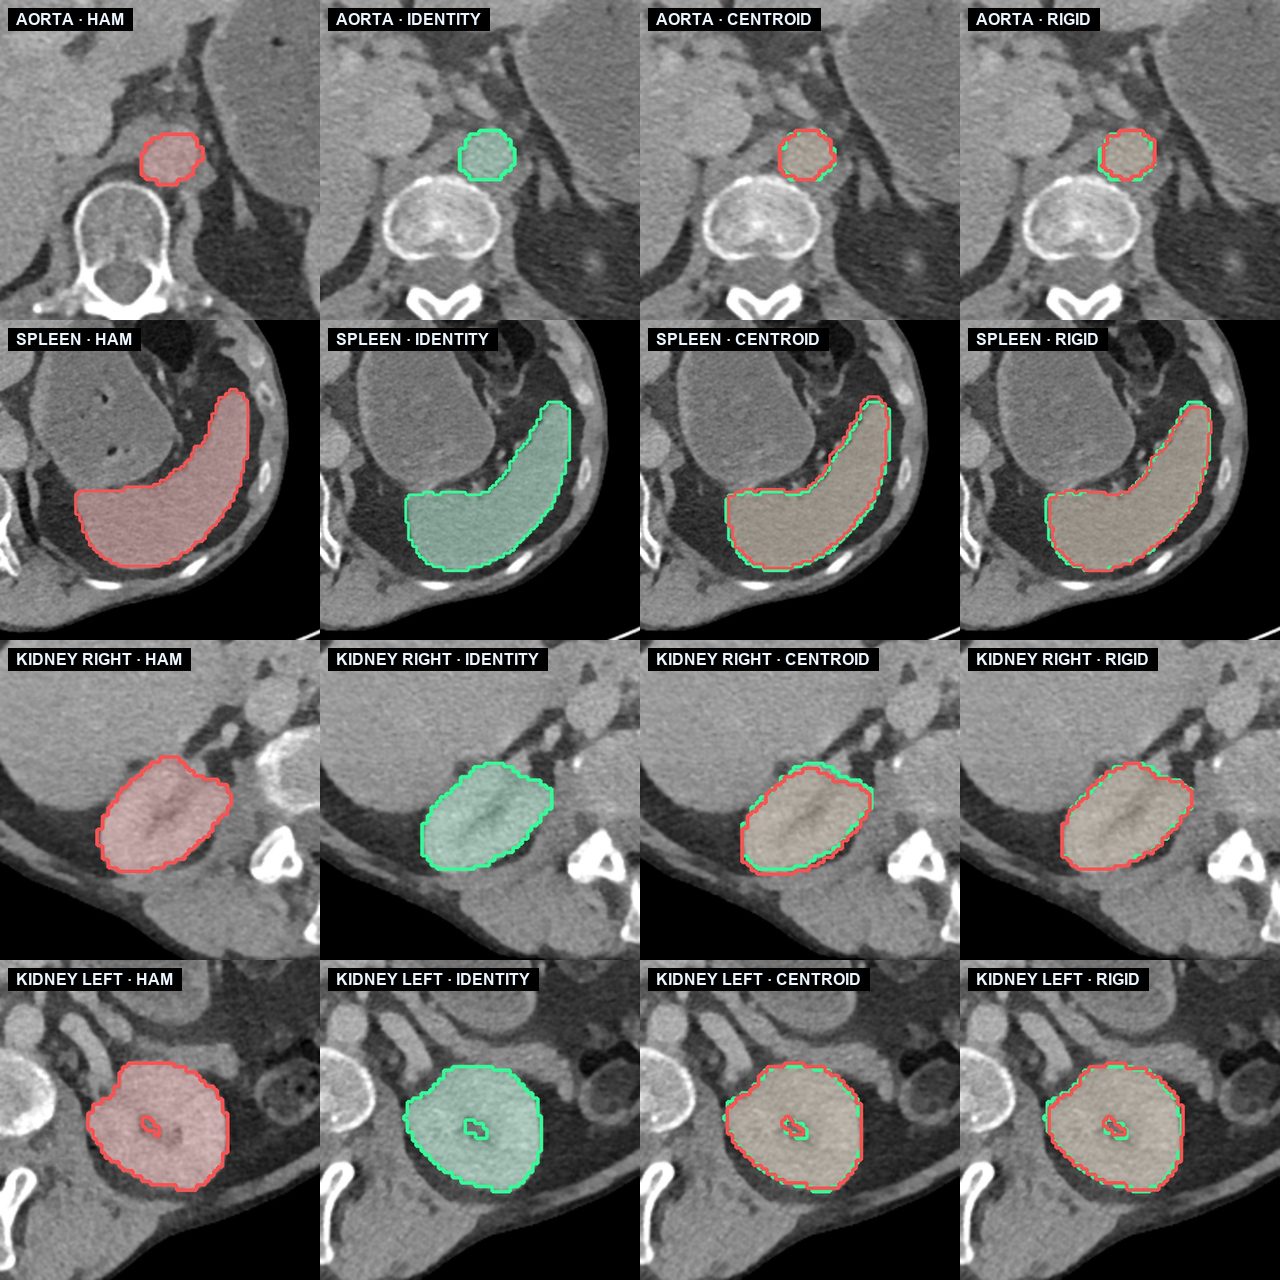 AORTA · HAM
AORTA · IDENTITY
AORTA · CENTROID
AORTA · RIGID
SPLEEN · HAM
SPLEEN · IDENTITY
SPLEEN · CENTROID
SPLEEN · RIGID
KIDNEY RIGHT · HAM
KIDNEY RIGHT · IDENTITY
KIDNEY RIGHT · CENTROID
KIDNEY RIGHT · RIGID
KIDNEY LEFT · HAM
KIDNEY LEFT · IDENTITY
KIDNEY LEFT · CENTROID
KIDNEY LEFT · RIGID